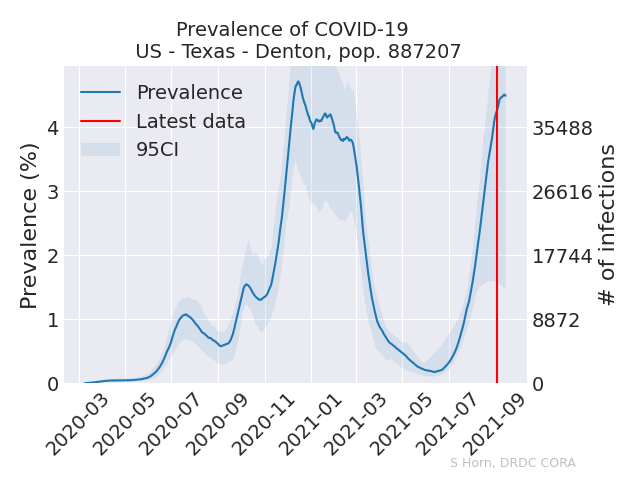 Prevalence of COVID-19
US - Texas - Denton, pop. 887207
Prevalence
Latest data
95CI
Prevalence (%)
4
3
2
1
0
35488
26616
17744
8872
0
# of infections
2020-03
2020-05
2020-07
2020-09
2020-11
2021-01
2021-03
2021-05
2021-07
2021-09
S Horn, DRDC CORA